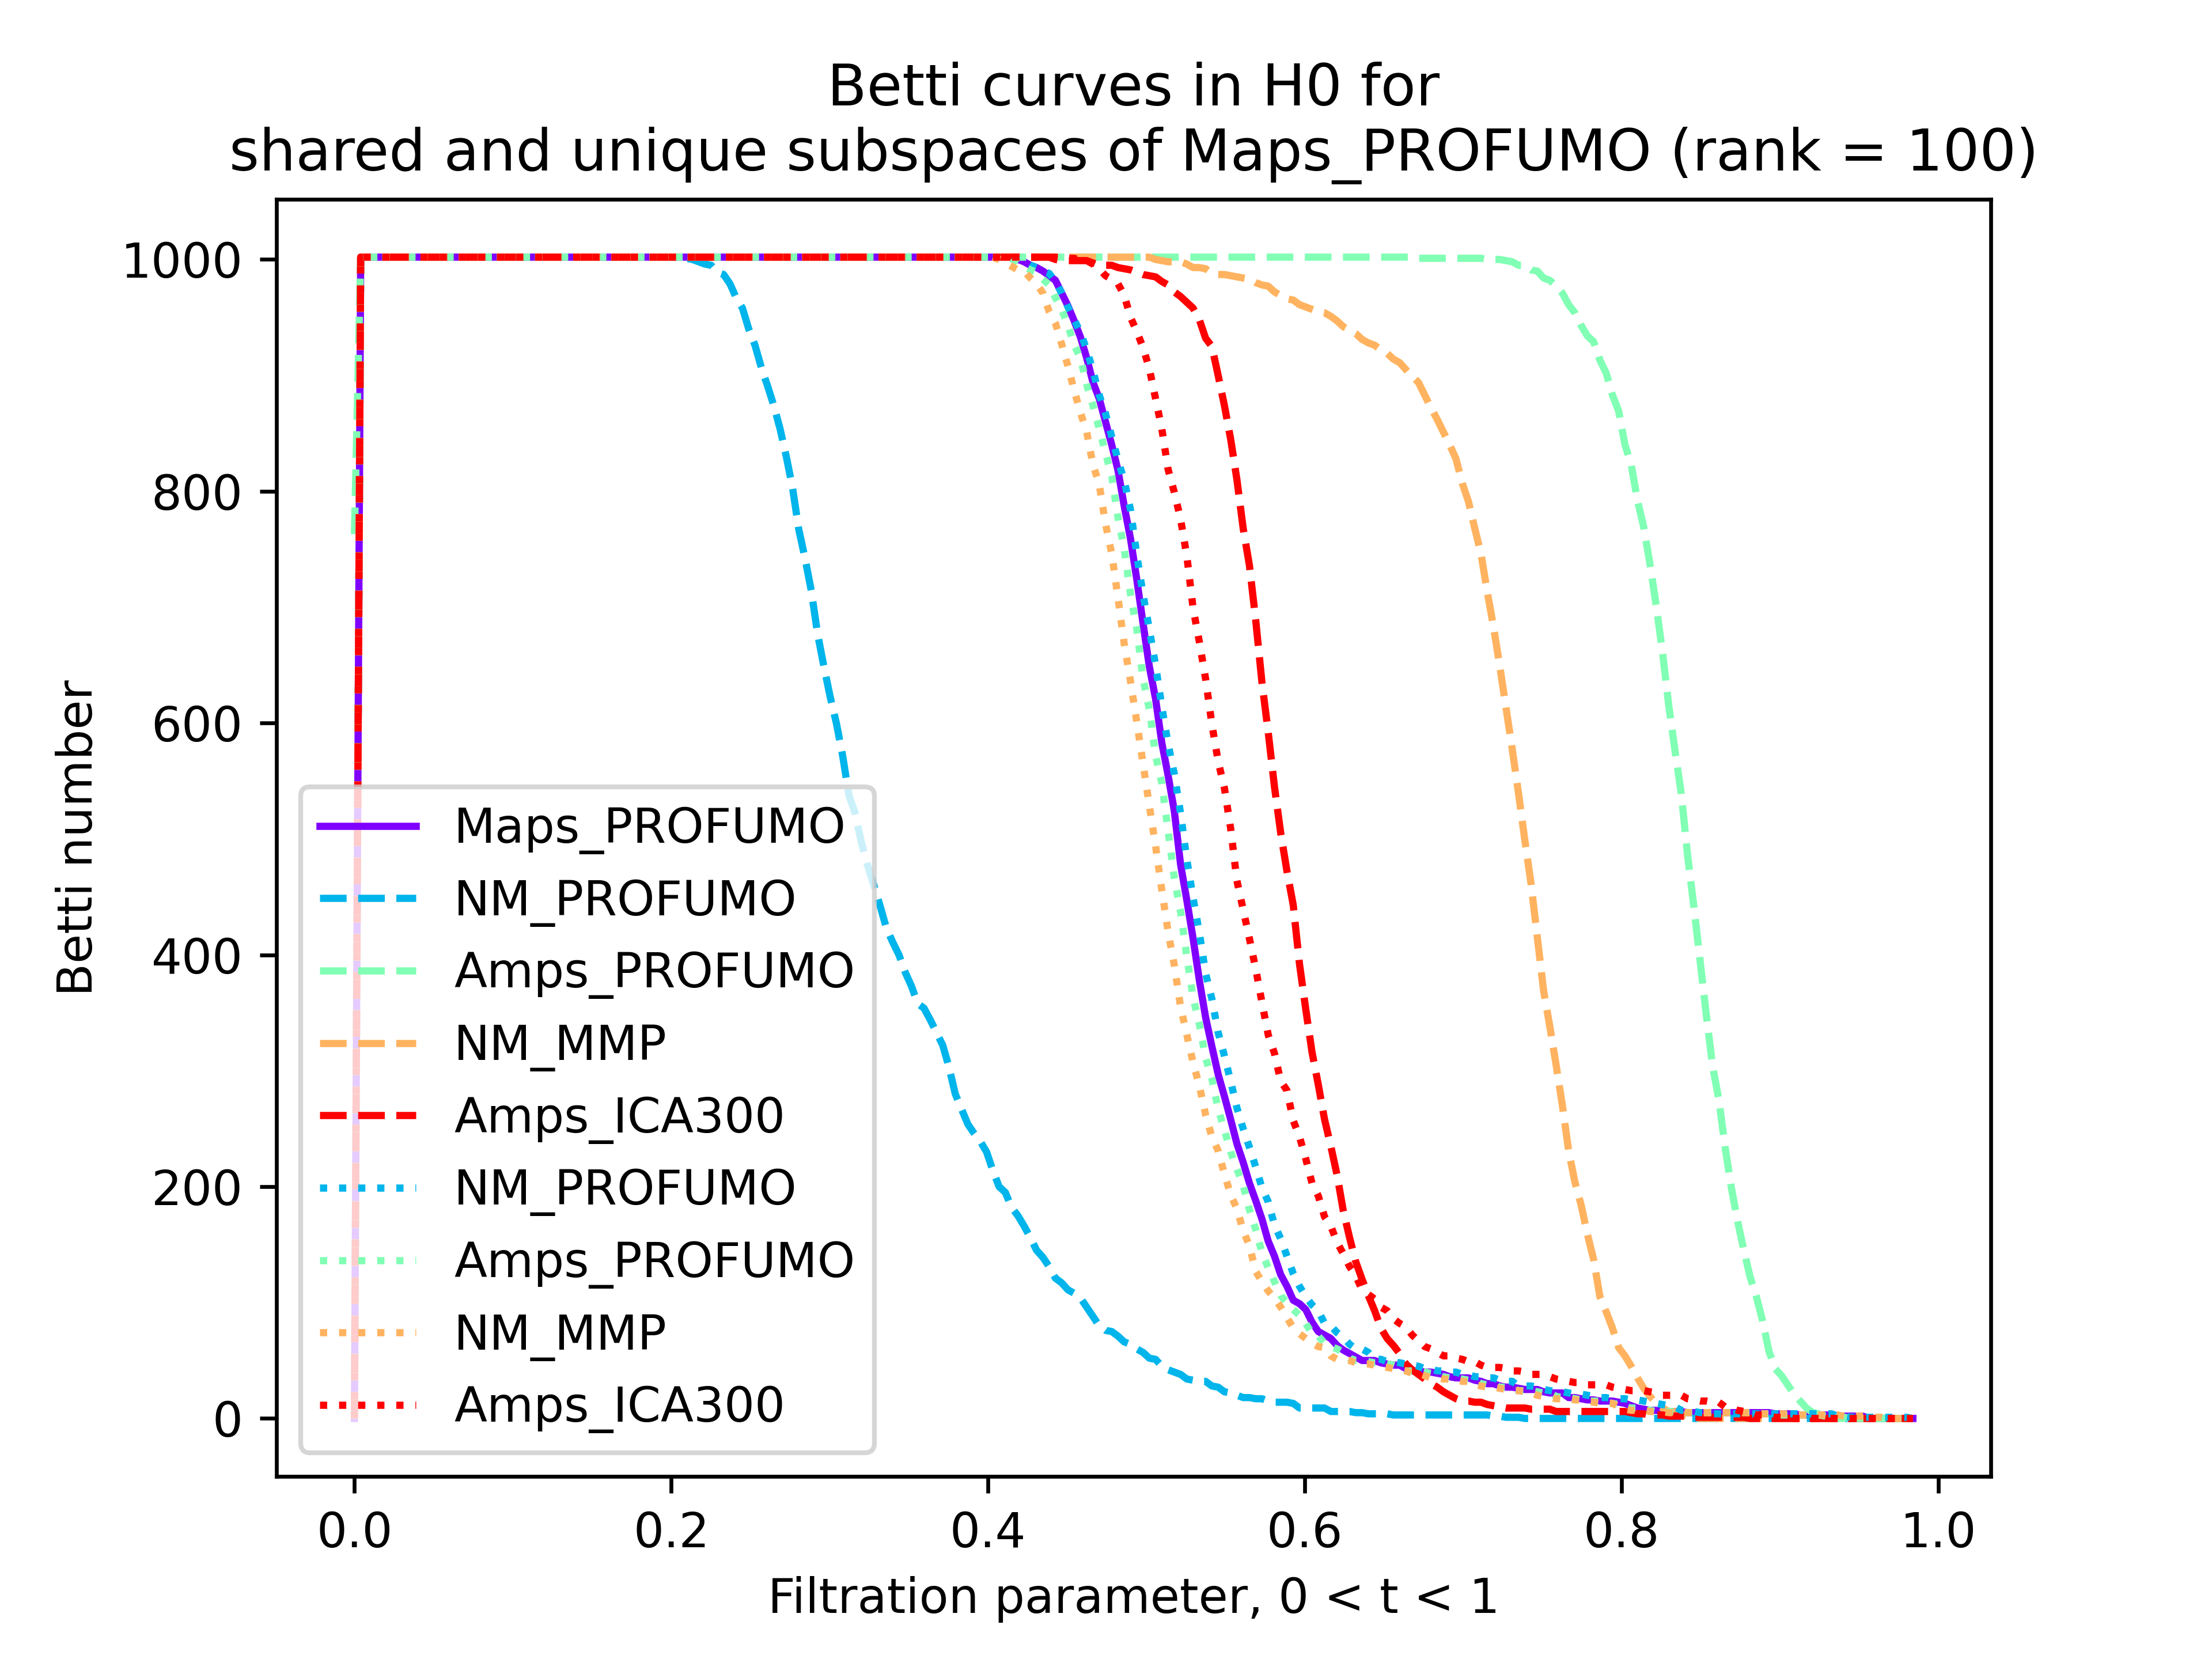 Betti curves in H0 for
shared and unique subspaces of Maps_PROFUMO (rank = 100)
1000
800
600
400
200
0
Betti number
Maps_PROFUMO
NM_PROFUMO
Amps_PROFUMO
NM_MMP
Amps_ICA300
NM_PROFUMO
Amps_PROFUMO
NM_MMP
Amps_ICA300
0.0 0.2 0.4 0.6 0.8 1.0
Filtration parameter, 0 < t < 1